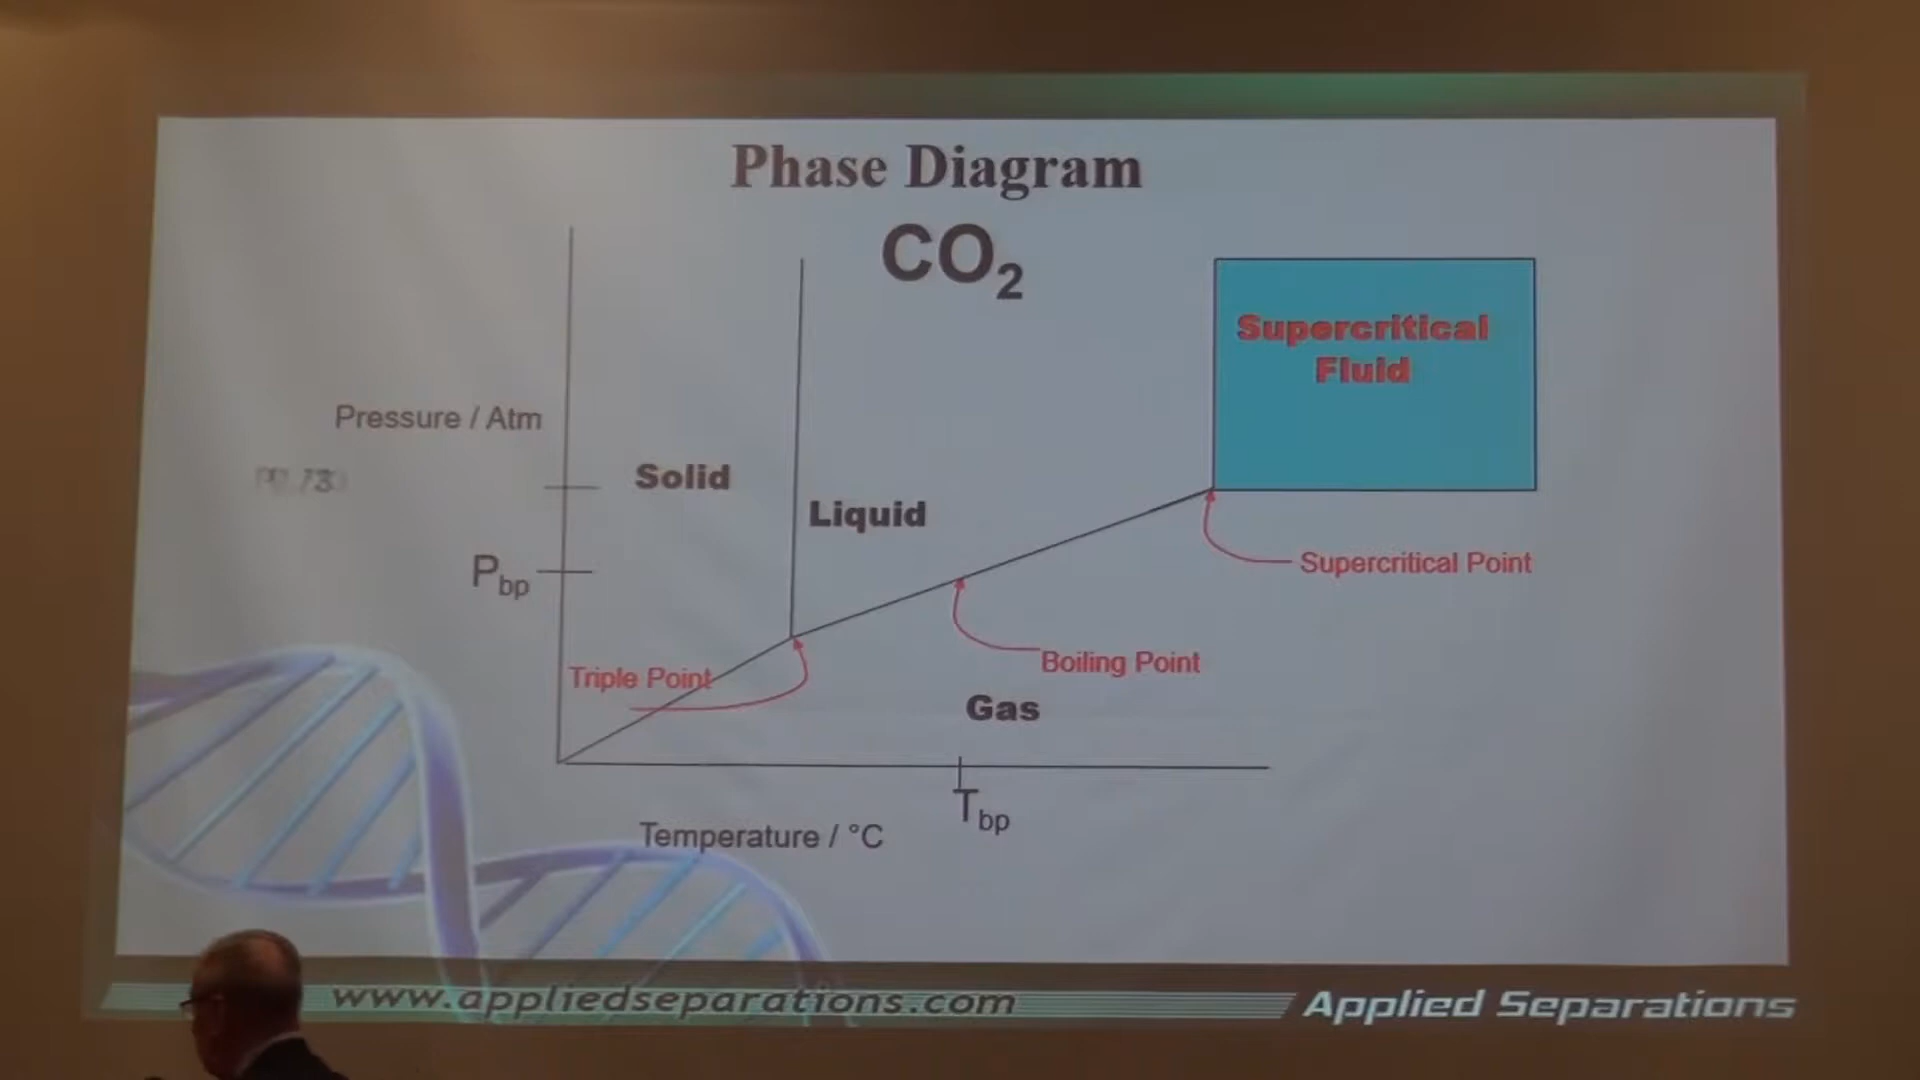 Phase Diagram
CO₂
Supercritical
Fluid
Pressure / Atm
Solid
Liquid
P_bp
Supercritical Point
Boiling Point
Triple Point
Gas
T_bp
Temperature / °C
www.appliedseparations.com
Applied Separations